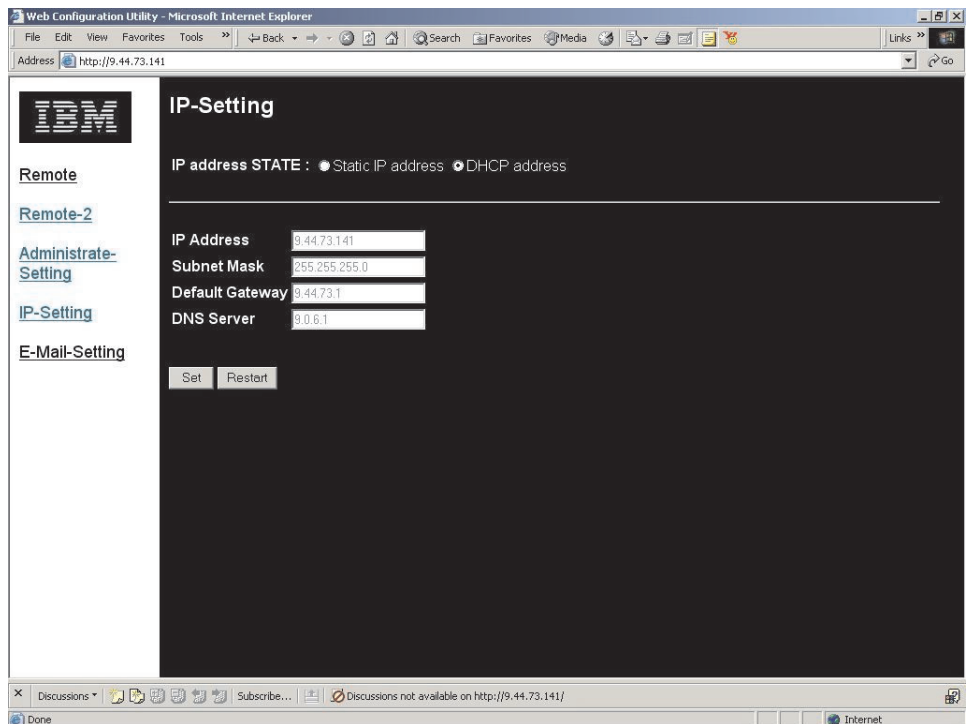 Web Configuration Utility - Microsoft Internet Explorer
File Edit View Favorites Tools » Back Search Favorites Media Links »
Address http://9.44.73.141 Go
IBM
IP-Setting
IP address STATE : Static IP address DHCP address
Remote
Remote-2
Administrate-
Setting
IP-Setting
E-Mail-Setting
IP Address 9.44.73.141
Subnet Mask 255.255.255.0
Default Gateway 9.44.73.1
DNS Server 9.0.6.1
Set Restart
Discussions Subscribe... Discussions not available on http://9.44.73.141/
Done Internet